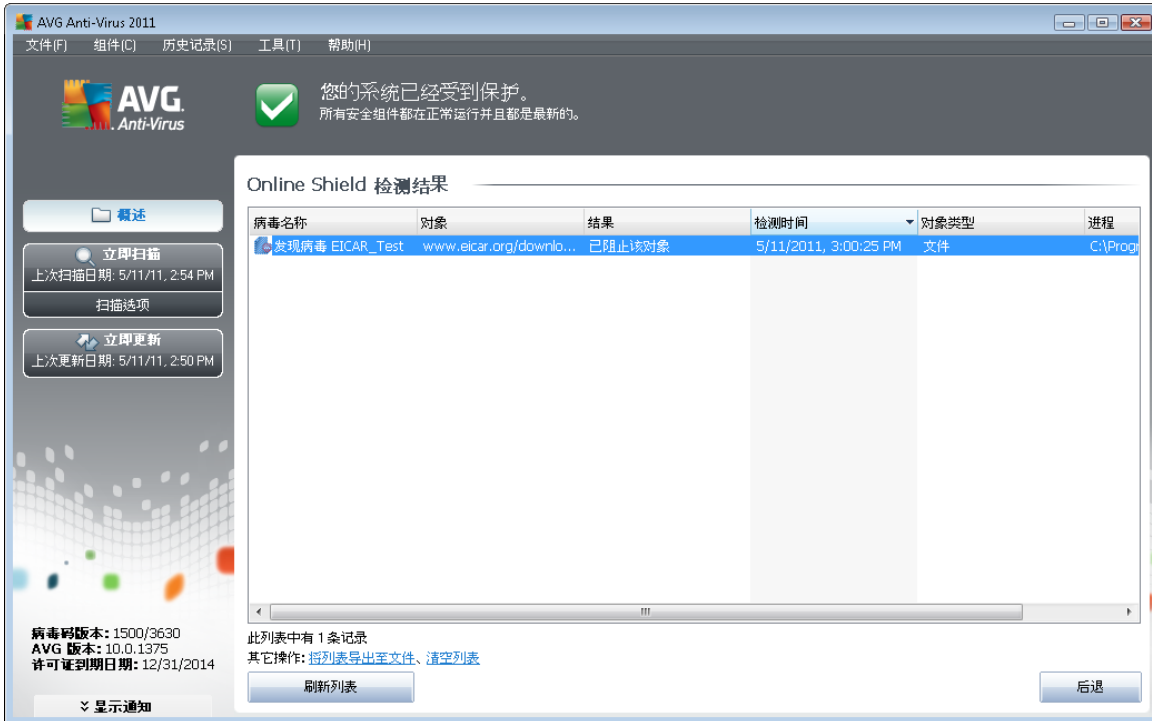 AVG Anti-Virus 2011
文件(F) 组件(C) 历史记录(S) 工具(T) 帮助(H)
AVG.
Anti-Virus
您的系统已经受到保护。
所有安全组件都在正常运行并且都是最新的。
概述
立即扫描
上次扫描日期: 5/11/11, 2:54 PM
扫描选项
立即更新
上次更新日期: 5/11/11, 2:50 PM
Online Shield 检测结果
病毒名称 对象 结果 检测时间 对象类型 进程
发现病毒 EICAR_Test www.eicar.org/downlo... 已阻止该对象 5/11/2011, 3:00:25 PM 文件 C:\Progr
病毒码版本: 1500/3630
AVG 版本: 10.0.1375
许可证到期日期: 12/31/2014
显示通知
此列表中有 1 条记录
其它操作: 将列表导出至文件、清空列表
刷新列表 后退